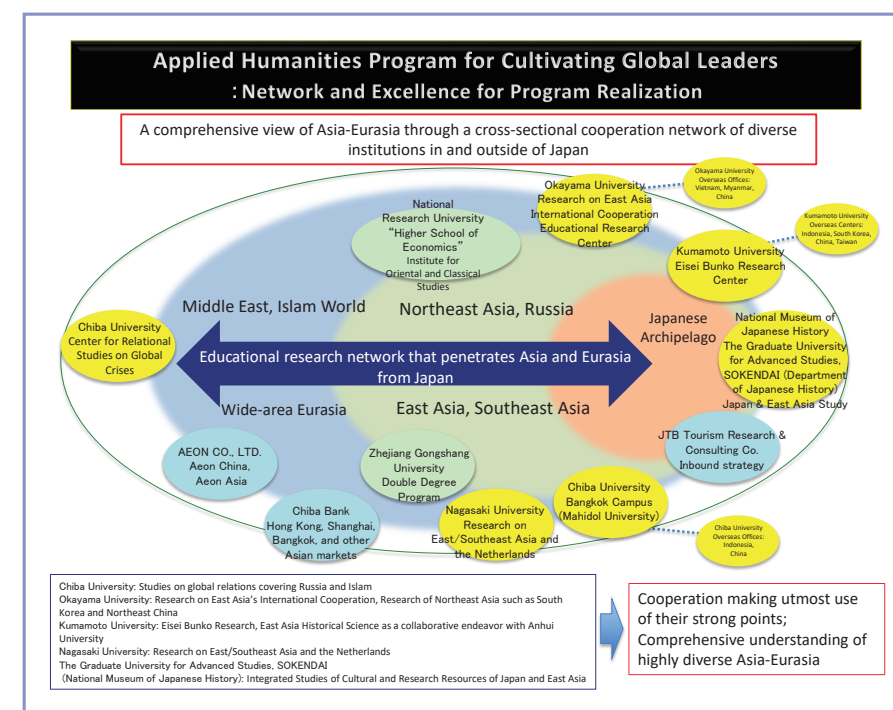 Applied Humanities Program for Cultivating Global Leaders
: Network and Excellence for Program Realization
A comprehensive view of Asia-Eurasia through a cross-sectional cooperation network of diverse
institutions in and outside of Japan
Okayama University
Overseas Offices:
Vietnam, Myanmar,
China
Okayama University
Research on East Asia
International Cooperation
Educational Research
Center
National
Research University
“Higher School of
Economics”
Institute for
Oriental and Classical
Studies
Kumamoto University
Overseas Centers:
Indonesia, South Korea,
China, Taiwan
Kumamoto University
Eisei Bunko Research
Center
Middle East, Islam World
Northeast Asia, Russia
Japanese
Archipelago
Chiba University
Center for Relational
Studies on Global
Crises
National Museum of
Japanese History
The Graduate University
for Advanced Studies,
SOKENDAI (Department
of Japanese History)
Japan & East Asia Study
Educational research network that penetrates Asia and Eurasia
from Japan
Wide-area Eurasia
East Asia, Southeast Asia
AEON CO., LTD.
Aeon China,
Aeon Asia
Zhejiang Gongshang
University
Double Degree
Program
JTB Tourism Research &
Consulting Co.
Inbound strategy
Chiba Bank
Hong Kong, Shanghai,
Bangkok, and other
Asian markets
Nagasaki University
Research on
East/Southeast Asia and
the Netherlands
Chiba University
Bangkok Campus
(Mahidol University)
Chiba University
Overseas Offices:
Indonesia,
China
Chiba University: Studies on global relations covering Russia and Islam
Okayama University: Research on East Asia's International Cooperation, Research of Northeast Asia such as South
Korea and Northeast China
Kumamoto University: Eisei Bunko Research, East Asia Historical Science as a collaborative endeavor with Anhui
University
Nagasaki University: Research on East/Southeast Asia and the Netherlands
The Graduate University for Advanced Studies, SOKENDAI
(National Museum of Japanese History): Integrated Studies of Cultural and Research Resources of Japan and East Asia
Cooperation making utmost use
of their strong points;
Comprehensive understanding of
highly diverse Asia-Eurasia